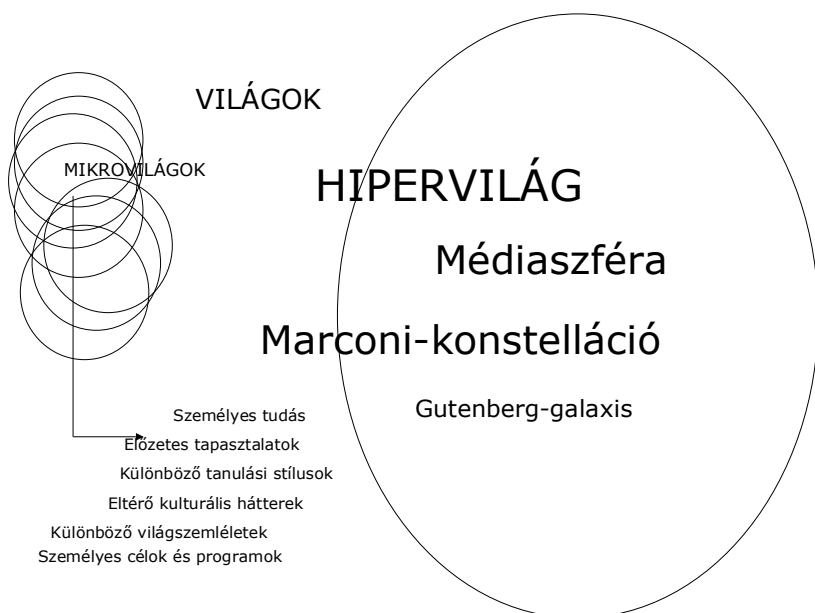 VILÁGOK
MIKROVILÁGOK
HIPERVILÁG
Médiaszféra
Marconi-konstelláció
Gutenberg-galaxis
Személyes tudás
Előzetes tapasztalatok
Különböző tanulási stílusok
Eltérő kulturális hátterek
Különböző világszemléletek
Személyes célok és programok